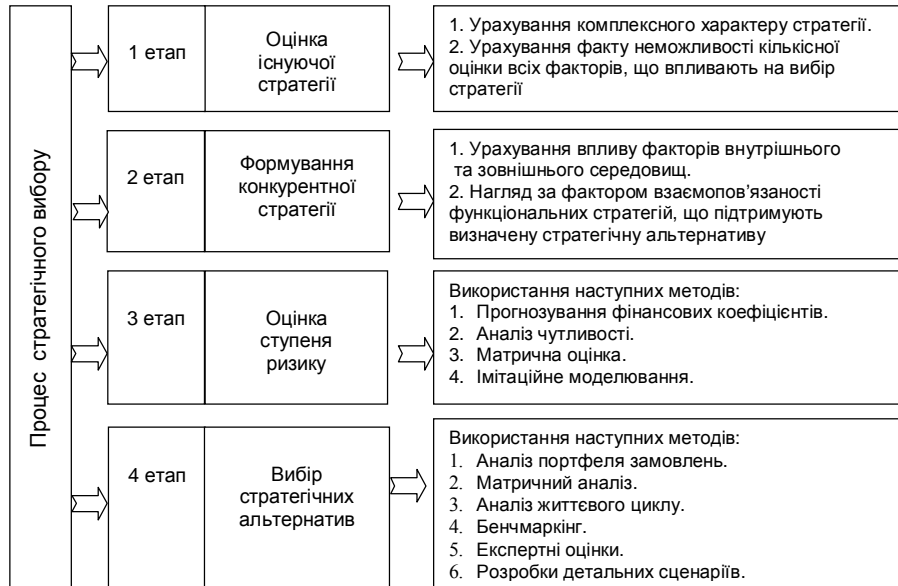 Процес стратегічного вибору
1 етап
Оцінка
існуючої
стратегії
1. Урахування комплексного характеру стратегії.
2. Урахування факту неможливості кількісної
оцінки всіх факторів, що впливають на вибір
стратегії
2 етап
Формування
конкурентної
стратегії
1. Урахування впливу факторів внутрішнього
та зовнішнього середовищ.
2. Нагляд за фактором взаємопов’язаності
функціональних стратегій, що підтримують
визначену стратегічну альтернативу
3 етап
Оцінка
ступеня
ризику
Використання наступних методів:
1. Прогнозування фінансових коефіцієнтів.
2. Аналіз чутливості.
3. Матрична оцінка.
4. Імітаційне моделювання.
4 етап
Вибір
стратегічних
альтернатив
Використання наступних методів:
1. Аналіз портфеля замовлень.
2. Матричний аналіз.
3. Аналіз життєвого циклу.
4. Бенчмаркінг.
5. Експертні оцінки.
6. Розробки детальних сценаріїв.